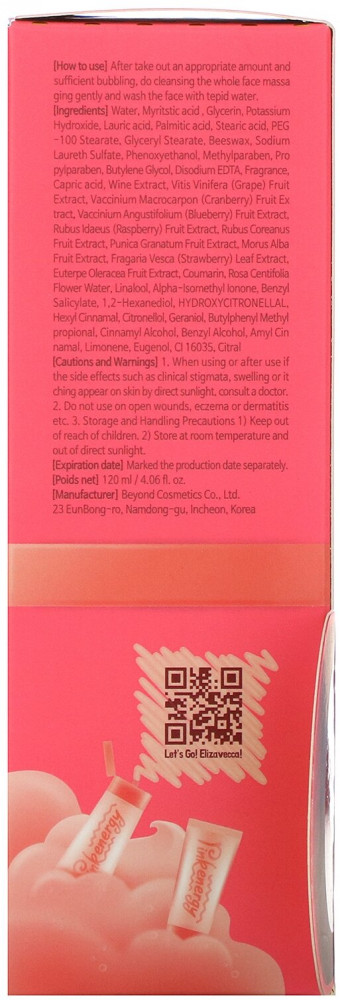 [How to use] After take out an appropriate amount and
sufficient bubbling, do cleansing the whole face massa
ging gently and wash the face with tepid water.
[Ingredients] Water, Myritstic acid , Glycerin, Potassium
Hydroxide, Lauric acid, Palmitic acid, Stearic acid, PEG
-100 Stearate, Glyceryl Stearate, Beeswax, Sodium
Laureth Sulfate, Phenoxyethanol, Methylparaben, Pro
pylparaben, Butylene Glycol, Disodium EDTA, Fragrance,
Capric acid, Wine Extract, Vitis Vinifera (Grape) Fruit
Extract, Vaccinium Macrocarpon (Cranberry) Fruit Ex
tract, Vaccinium Angustifolium (Blueberry) Fruit Extract,
Rubus Idaeus (Raspberry) Fruit Extract, Rubus Coreanus
Fruit Extract, Punica Granatum Fruit Extract, Morus Alba
Fruit Extract, Fragaria Vesca (Strawberry) Leaf Extract,
Euterpe Oleracea Fruit Extract, Coumarin, Rosa Centifolia
Flower Water, Linalool, Alpha-Isomethyl Ionone, Benzyl
Salicylate, 1,2-Hexanediol, HYDROXYCITRONELLAL,
Hexyl Cinnamal, Citronellol, Geraniol, Butylphenyl Methyl
propional, Cinnamyl Alcohol, Benzyl Alcohol, Amyl Cin
namal, Limonene, Eugenol, CI 16035, Citral
[Cautions and Warnings] 1. When using or after use if
the side effects such as clinical stigmata, swelling or it
ching appear on skin by direct sunlight, consult a doctor.
2. Do not use on open wounds, eczema or dermatitis
etc. 3. Storage and Handling Precautions 1) Keep out
of reach of children. 2) Store at room temperature and
out of direct sunlight.
[Expiration date] Marked the production date separately.
[Poids net] 120 ml / 4.06 fl. oz.
[Manufacturer] Beyond Cosmetics Co., Ltd.
23 EunBong-ro, Namdong-gu, Incheon, Korea
Let's Go! Elizavecca!
Pinkenergy
Pinkenergy